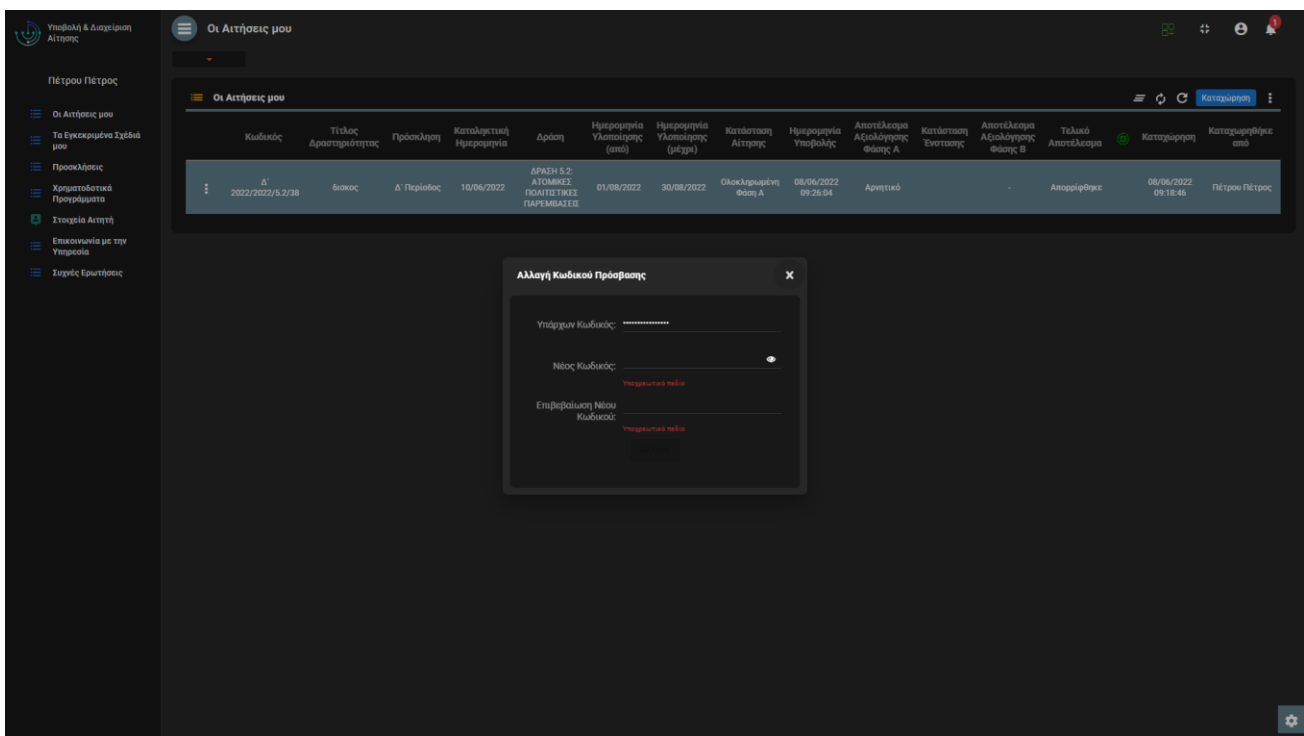 Υποβολή & Διαχείριση
Αίτησης
Οι Αιτήσεις μου
1
Πέτρου Πέτρος
Οι Αιτήσεις μου
Τα Εγκεκριμένα Σχέδιά
μου
Προσκλήσεις
Χρηματοδοτικά
Προγράμματα
Στοιχεία Αιτητή
Επικοινωνία με την
Υπηρεσία
Συχνές Ερωτήσεις
Οι Αιτήσεις μου
Καταχώρηση
Κωδικός
Τίτλος
Δραστηριότητας
Πρόσκληση
Καταληκτική
Ημερομηνία
Δράση
Ημερομηνία
Υλοποίησης
(από)
Ημερομηνία
Υλοποίησης
(μέχρι)
Κατάσταση
Αίτησης
Ημερομηνία
Υποβολής
Αποτέλεσμα
Αξιολόγησης
Φάσης Α
Κατάσταση
Ένστασης
Αποτέλεσμα
Αξιολόγησης
Φάσης Β
Τελικό
Αποτέλεσμα
Καταχώρηση
Καταχωρηθήκε
από
Δ΄
2022/2022/5.2/38
δισκος
Δ΄ Περίοδος
10/06/2022
ΔΡΑΣΗ 5.2:
ΑΤΟΜΙΚΕΣ
ΠΟΛΙΤΙΣΤΙΚΕΣ
ΠΑΡΕΜΒΑΣΕΙΣ
01/08/2022
30/08/2022
Ολοκληρωμένη
Φάση Α
08/06/2022
09:26:04
Αρνητικό
-
Απορρίφθηκε
08/06/2022
09:18:46
Πέτρου Πέτρος
Αλλαγή Κωδικού Πρόσβασης
Υπάρχων Κωδικός:
Νέος Κωδικός:
Υποχρεωτικό πεδίο
Επιβεβαίωση Νέου
Κωδικού:
Υποχρεωτικό πεδίο